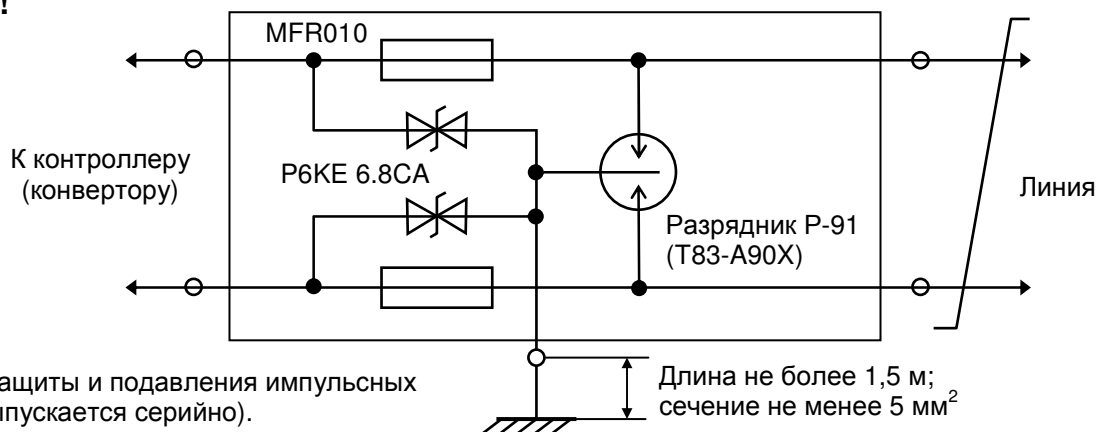 !
MFR010
К контроллеру
(конвертору)
P6KE 6.8CA
Линия
Разрядник Р-91
(T83-A90X)
ащиты и подавления импульсных
пускается серийно).
Длина не более 1,5 м;
сечение не менее 5 мм²